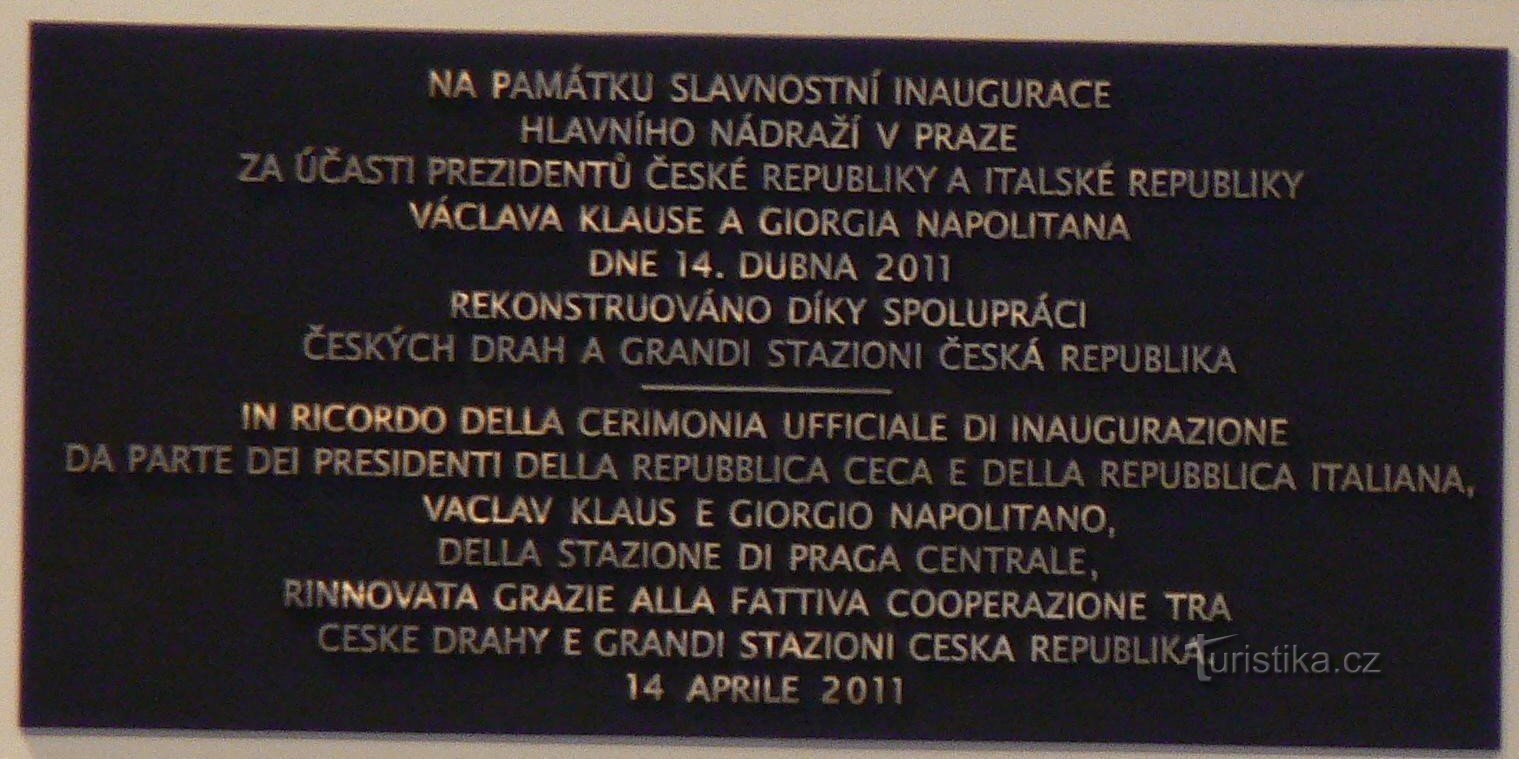 NA PAMÁTKU SLAVNOSTNÍ INAUGURACE
HLAVNÍHO NÁDRAŽÍ V PRAZE
ZA ÚČASTI PREZIDENTŮ ČESKÉ REPUBLIKY A ITALSKÉ REPUBLIKY
VÁCLAVA KLAUSE A GIORGIA NAPOLITANA
DNE 14. DUBNA 2011
REKONSTRUOVÁNO DÍKY SPOLUPRÁCI
ČESKÝCH DRAH A GRANDI STAZIONI ČESKÁ REPUBLIKA
IN RICORDO DELLA CERIMONIA UFFICIALE DI INAUGURAZIONE
DA PARTE DEI PRESIDENTI DELLA REPUBBLICA CECA E DELLA REPUBBLICA ITALIANA,
VACLAV KLAUS E GIORGIO NAPOLITANO,
DELLA STAZIONE DI PRAGA CENTRALE,
RINNOVATA GRAZIE ALLA FATTIVA COOPERAZIONE TRA
CESKE DRAHY E GRANDI STAZIONI CESKA REPUBLIKA,
14 APRILE 2011
Turistika.cz